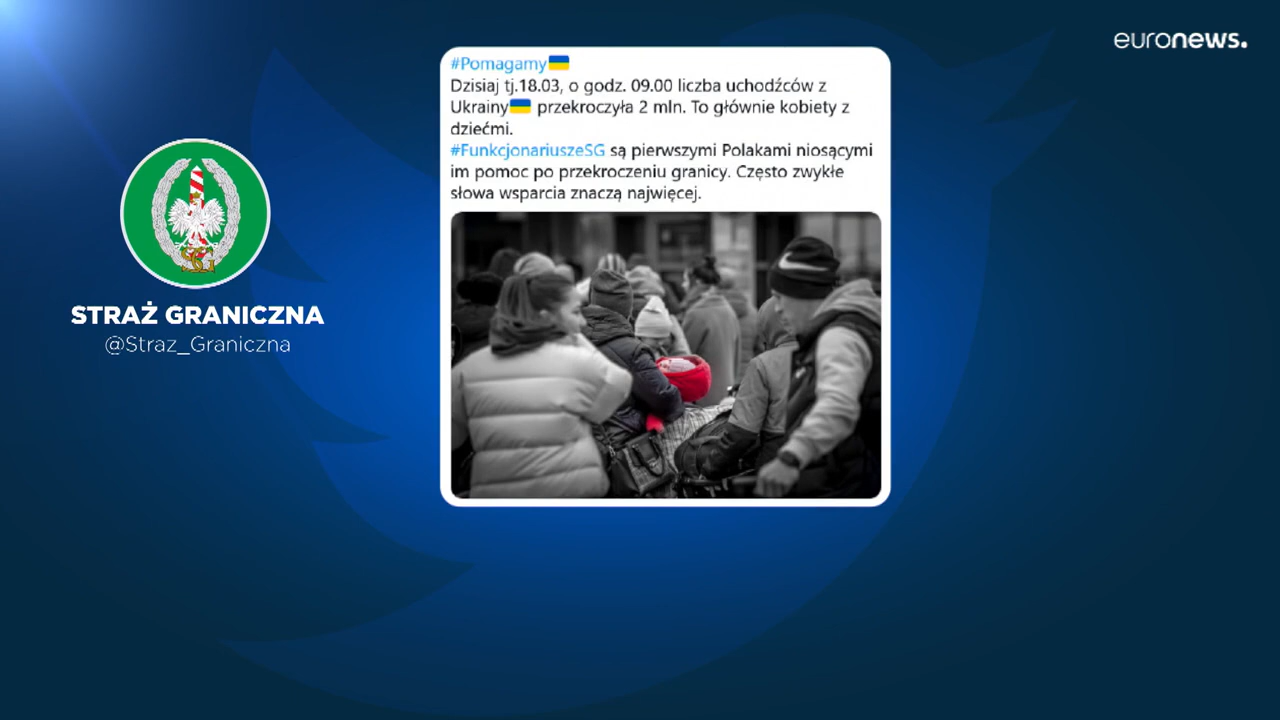 euronews.
#Pomagamy🇺🇦
Dzisiaj tj.18.03, o godz. 09.00 liczba uchodźców z
Ukrainy🇺🇦 przekroczyła 2 mln. To głównie kobiety z
dziećmi.
#FunkcjonariuszeSG są pierwszymi Polakami niosącymi
im pomoc po przekroczeniu granicy. Często zwykłe
słowa wsparcia znaczą najwięcej.
SG
STRAŻ GRANICZNA
@Straz_Graniczna